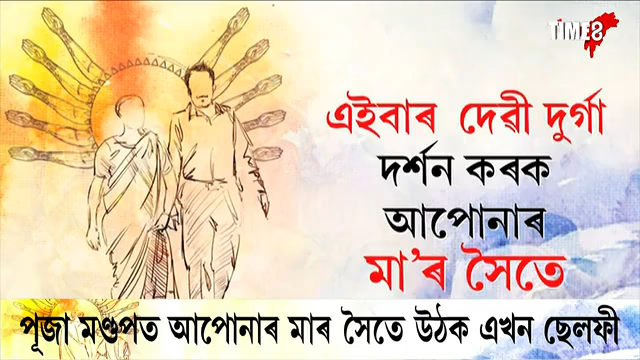 TIME8
এইবাৰ দেৱী দুৰ্গা
দৰ্শন কৰক
আপোনাৰ
মা'ৰ সৈতে
পূজা মণ্ডপত আপোনাৰ মাৰ সৈতে উঠক এখন ছেলফী